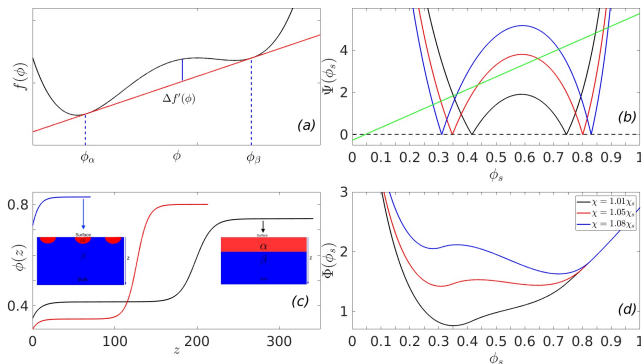 f(ϕ)
Δf′(ϕ)
(a)
ϕα
ϕ
ϕβ
Ψ(ϕs)
4
2
0
(b)
0 0.1 0.2 0.3 0.4 0.5 0.6 0.7 0.8 0.9 1
ϕs
ϕ(z)
0.8
0.4
Surface
z
Surface
α
z
(c)
0 100 200 300
z
Φ(ϕs)
3
2
1
χ = 1.01χs
χ = 1.05χs
χ = 1.08χs
(d)
0 0.1 0.2 0.3 0.4 0.5 0.6 0.7 0.8 0.9 1
ϕs